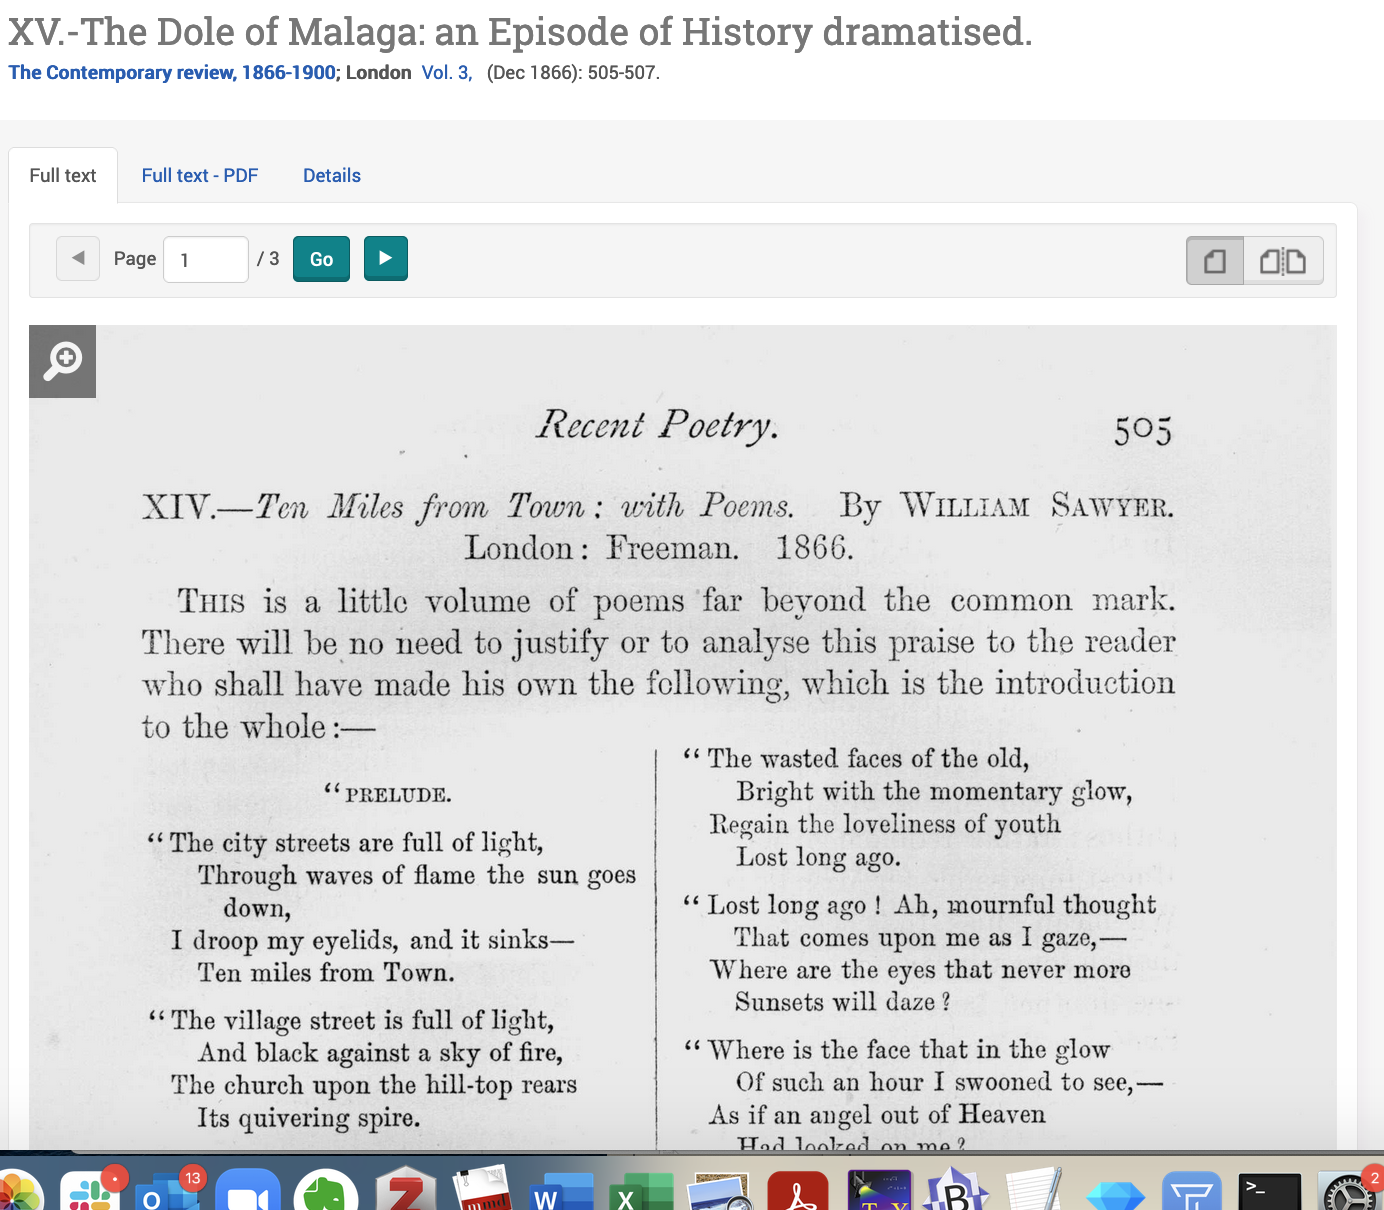 XV.-The Dole of Malaga: an Episode of History dramatised.
The Contemporary review, 1866-1900; London Vol. 3, (Dec 1866): 505-507.
Full text
Full text - PDF
Details
Page 1 / 3 Go
Recent Poetry. 505
XIV.—Ten Miles from Town: with Poems. By WILLIAM SAWYER.
London: Freeman. 1866.
THIS is a little volume of poems far beyond the common mark.
There will be no need to justify or to analyse this praise to the reader
who shall have made his own the following, which is the introduction
to the whole:—
“PRELUDE.
“The city streets are full of light,
Through waves of flame the sun goes
down,
I droop my eyelids, and it sinks—
Ten miles from Town.
“The village street is full of light,
And black against a sky of fire,
The church upon the hill-top rears
Its quivering spire.
“The wasted faces of the old,
Bright with the momentary glow,
Regain the loveliness of youth
Lost long ago.
“Lost long ago! Ah, mournful thought
That comes upon me as I gaze,—
Where are the eyes that never more
Sunsets will daze?
“Where is the face that in the glow
Of such an hour I swooned to see,—
As if an angel out of Heaven
Had looked on me?
13
O
Z
W
X
TeX
B
>_
2